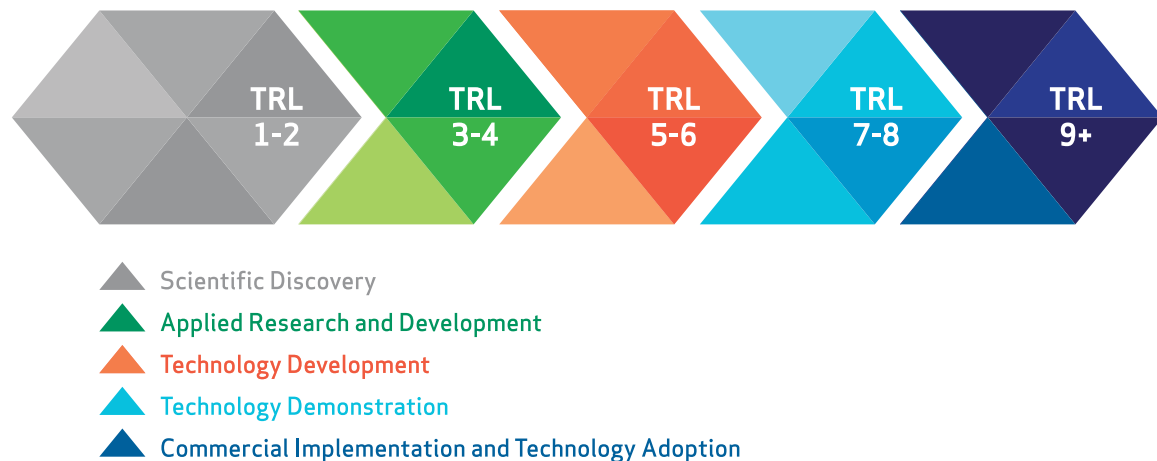 TRL
1-2
TRL
3-4
TRL
5-6
TRL
7-8
TRL
9+
Scientific Discovery
Applied Research and Development
Technology Development
Technology Demonstration
Commercial Implementation and Technology Adoption